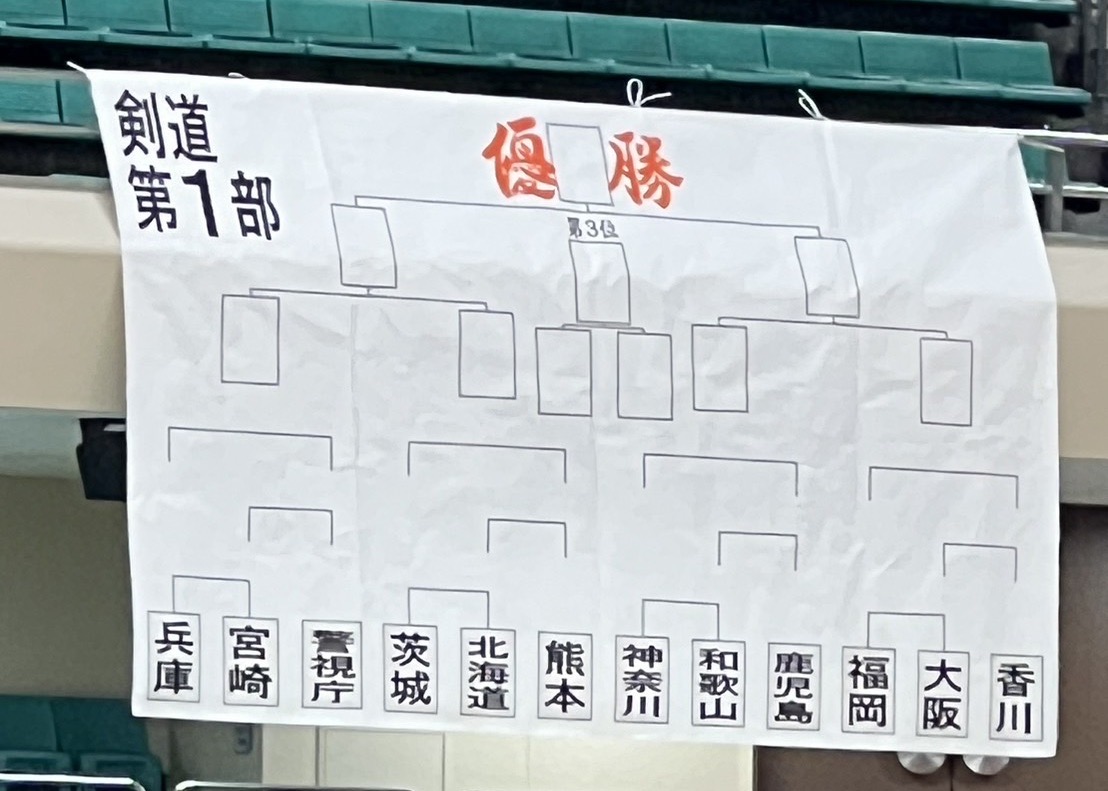 剣道
第1部
優勝
第3位
兵庫
宮崎
警視庁
茨城
北海道
熊本
神奈川
和歌山
鹿児島
福岡
大阪
香川